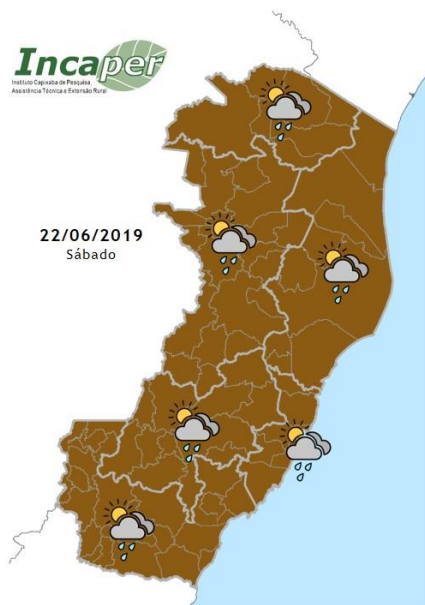 Incaper
Instituto Capixaba de Pesquisa,
Assistência Técnica e Extensão Rural
22/06/2019
Sábado